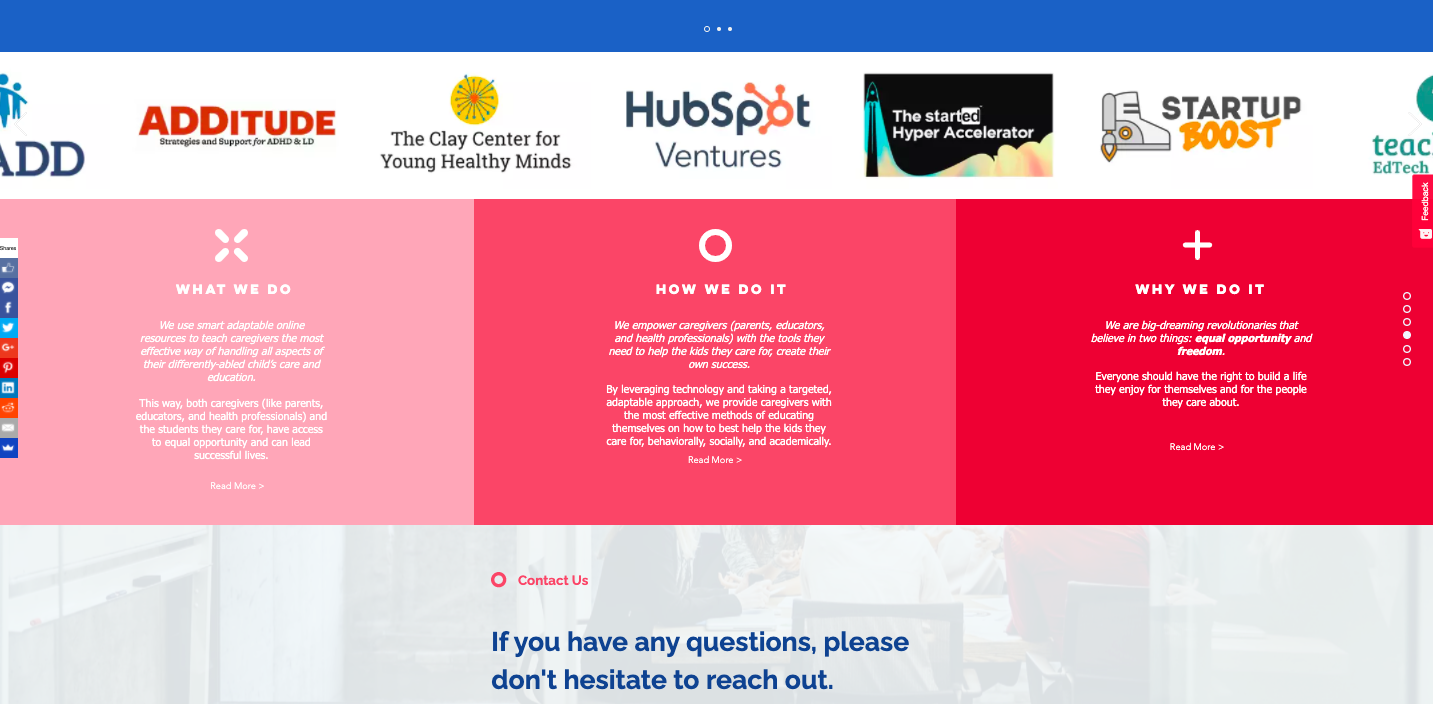 ADD
ADDITUDE
Strategies and Support for ADHD & LD
The Clay Center for
Young Healthy Minds
HubSpot
Ventures
The started
Hyper Accelerator
STARTUP
BOOST
teac
EdTech
Feedback
Shares
WHAT WE DO
We use smart adaptable online
resources to teach caregivers the most
effective way of handling all aspects of
their differently-abled child's care and
education.
This way, both caregivers (like parents,
educators, and health professionals) and
the students they care for, have access
to equal opportunity and can lead
successful lives.
Read More >
HOW WE DO IT
We empower caregivers (parents, educators,
and health professionals) with the tools they
need to help the kids they care for, create their
own success.
By leveraging technology and taking a targeted,
adaptable approach, we provide caregivers with
the most effective methods of educating
themselves on how to best help the kids they
care for, behaviorally, socially, and academically.
Read More >
WHY WE DO IT
We are big-dreaming revolutionaries that
believe in two things: equal opportunity and
freedom.
Everyone should have the right to build a life
they enjoy for themselves and for the people
they care about.
Read More >
Contact Us
If you have any questions, please
don't hesitate to reach out.